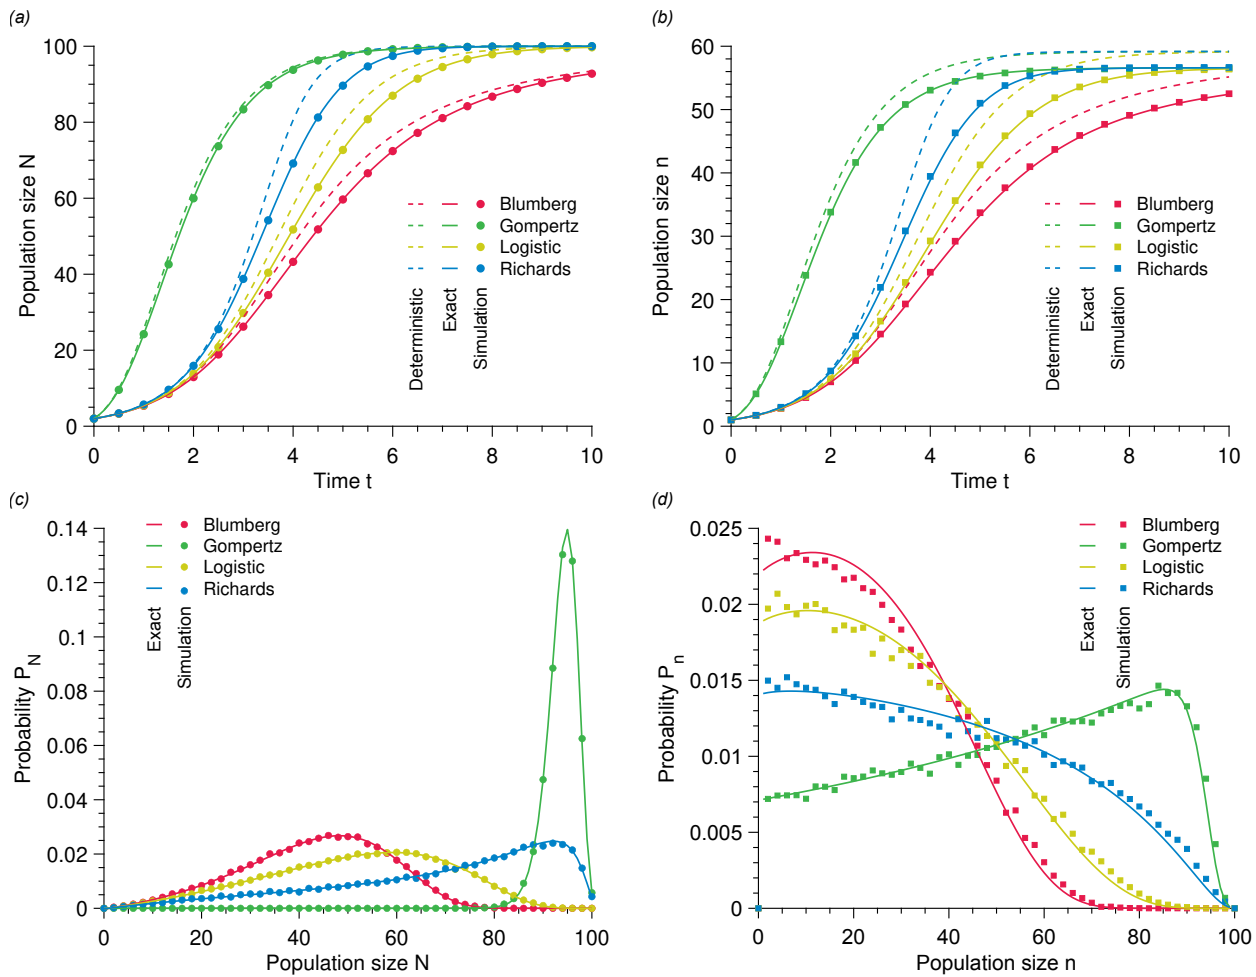 (a)
100
80
60
40
20
0
Population size N
0 2 4 6 8 10
Time t
Blumberg
Gompertz
Logistic
Richards
Deterministic
Exact
Simulation
(b)
60
50
40
30
20
10
0
Population size n
0 2 4 6 8 10
Time t
Blumberg
Gompertz
Logistic
Richards
Deterministic
Exact
Simulation
(c)
0.14
0.12
0.1
0.08
0.06
0.04
0.02
0
Probability P_N
0 20 40 60 80 100
Population size N
Blumberg
Gompertz
Logistic
Richards
Exact
Simulation
(d)
0.025
0.02
0.015
0.01
0.005
0
Probability P_n
0 20 40 60 80 100
Population size n
Blumberg
Gompertz
Logistic
Richards
Exact
Simulation